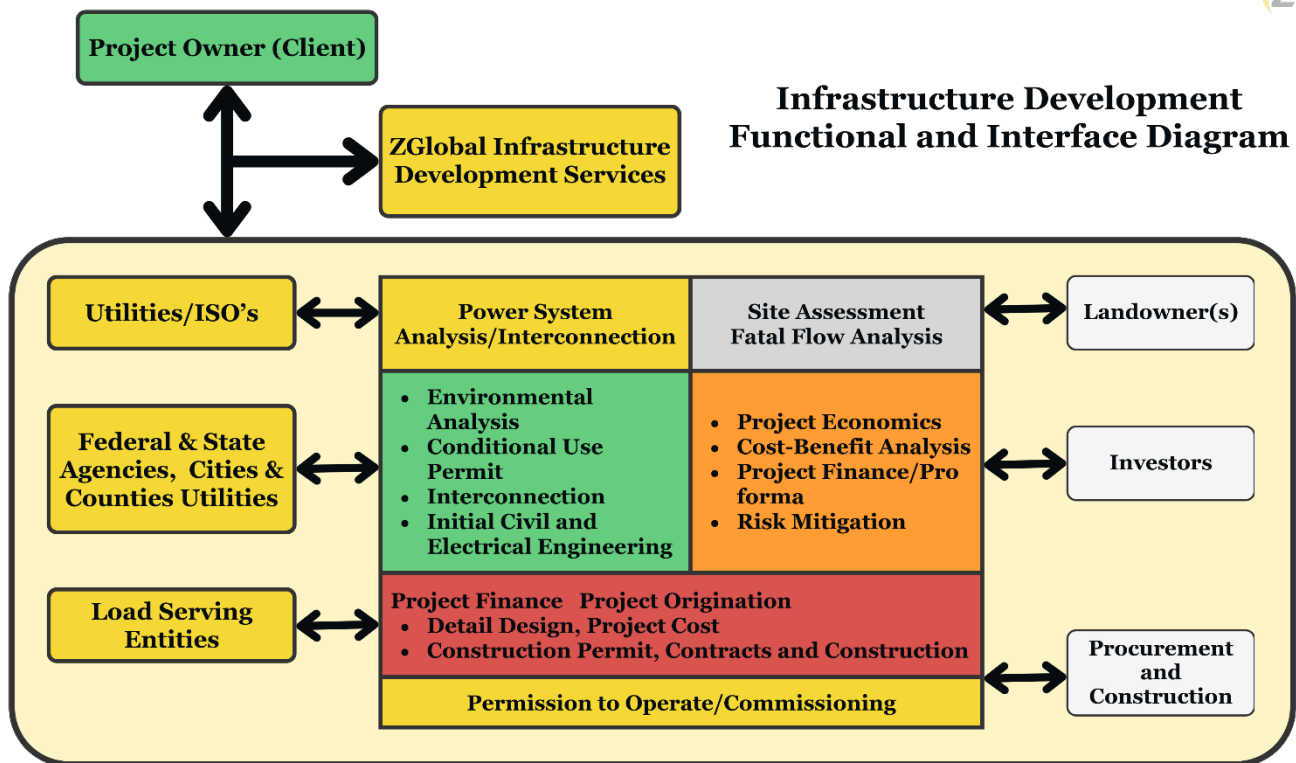 Project Owner (Client)
Infrastructure Development
Functional and Interface Diagram
ZGlobal Infrastructure
Development Services
Utilities/ISO's
Power System
Analysis/Interconnection
Site Assessment
Fatal Flow Analysis
Landowner(s)
Federal & State
Agencies, Cities &
Counties Utilities
• Environmental
Analysis
• Conditional Use
Permit
• Interconnection
• Initial Civil and
Electrical Engineering
• Project Economics
• Cost-Benefit Analysis
• Project Finance/Pro
forma
• Risk Mitigation
Investors
Load Serving
Entities
Project Finance Project Origination
• Detail Design, Project Cost
• Construction Permit, Contracts and Construction
Permission to Operate/Commissioning
Procurement
and
Construction